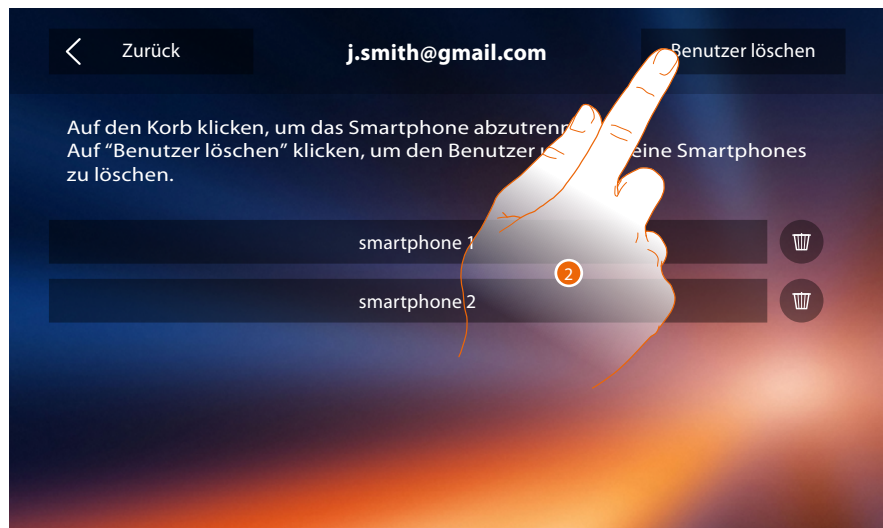 Zurück
j.smith@gmail.com
Benutzer löschen
Auf den Korb klicken, um das Smartphone
Auf “Benutzer löschen” klicken, um den Benutzer Smartphones
zu löschen.
smartphone 1
smartphone 2
2